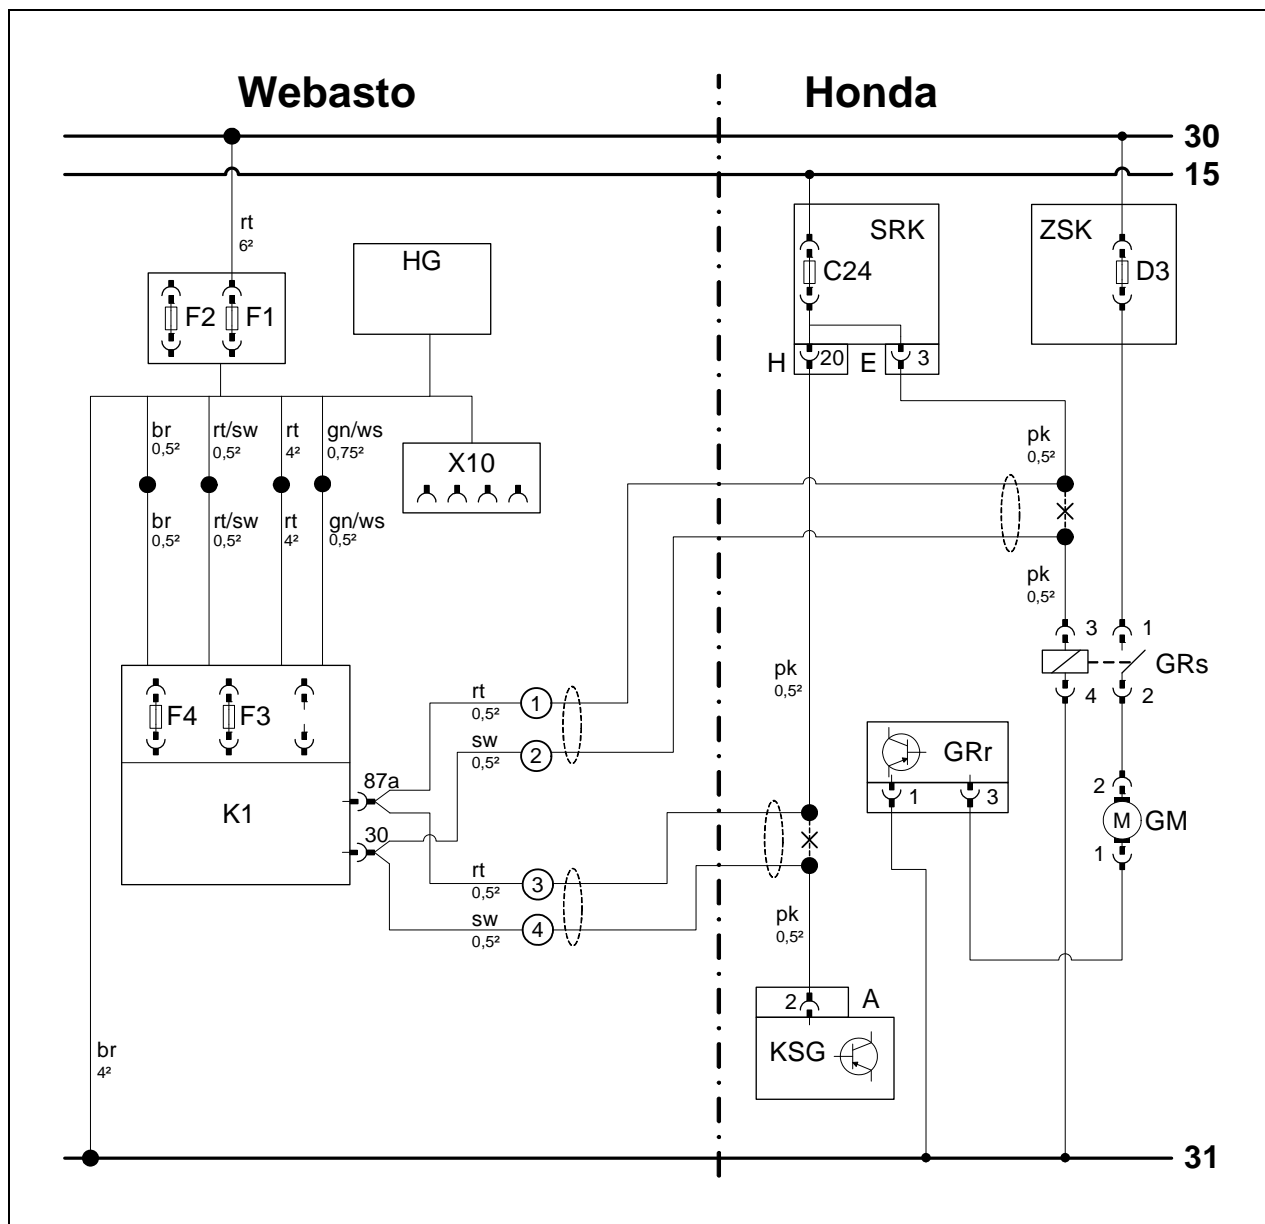 Webasto
Honda
30
15
rt
6²
HG
SRK
ZSK
F2
F1
C24
D3
H
20
E
3
br
0,5²
rt/sw
0,5²
rt
4²
gn/ws
0,75²
X10
pk
0,5²
br
0,5²
rt/sw
0,5²
rt
4²
gn/ws
0,5²
pk
0,5²
3
1
GRs
4
2
pk
0,5²
F4
F3
rt
0,5²
1
sw
0,5²
2
GRr
1
3
87a
K1
30
2
M
GM
1
rt
0,5²
3
sw
0,5²
4
pk
0,5²
2
A
KSG
br
4²
31